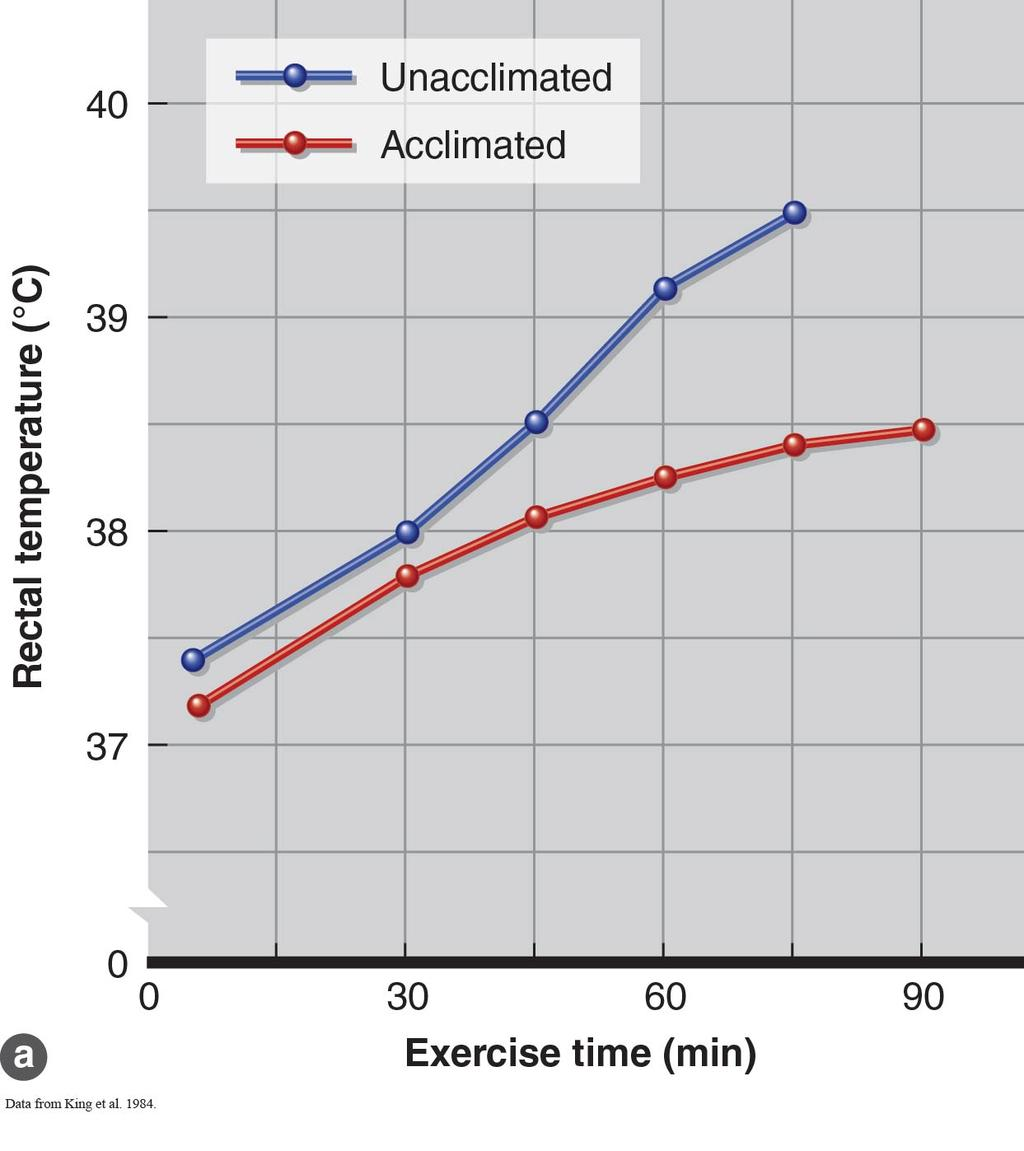 Unacclimated
Acclimated
40
39
38
37
0
Rectal temperature (°C)
0 30 60 90
Exercise time (min)
a
Data from King et al. 1984.